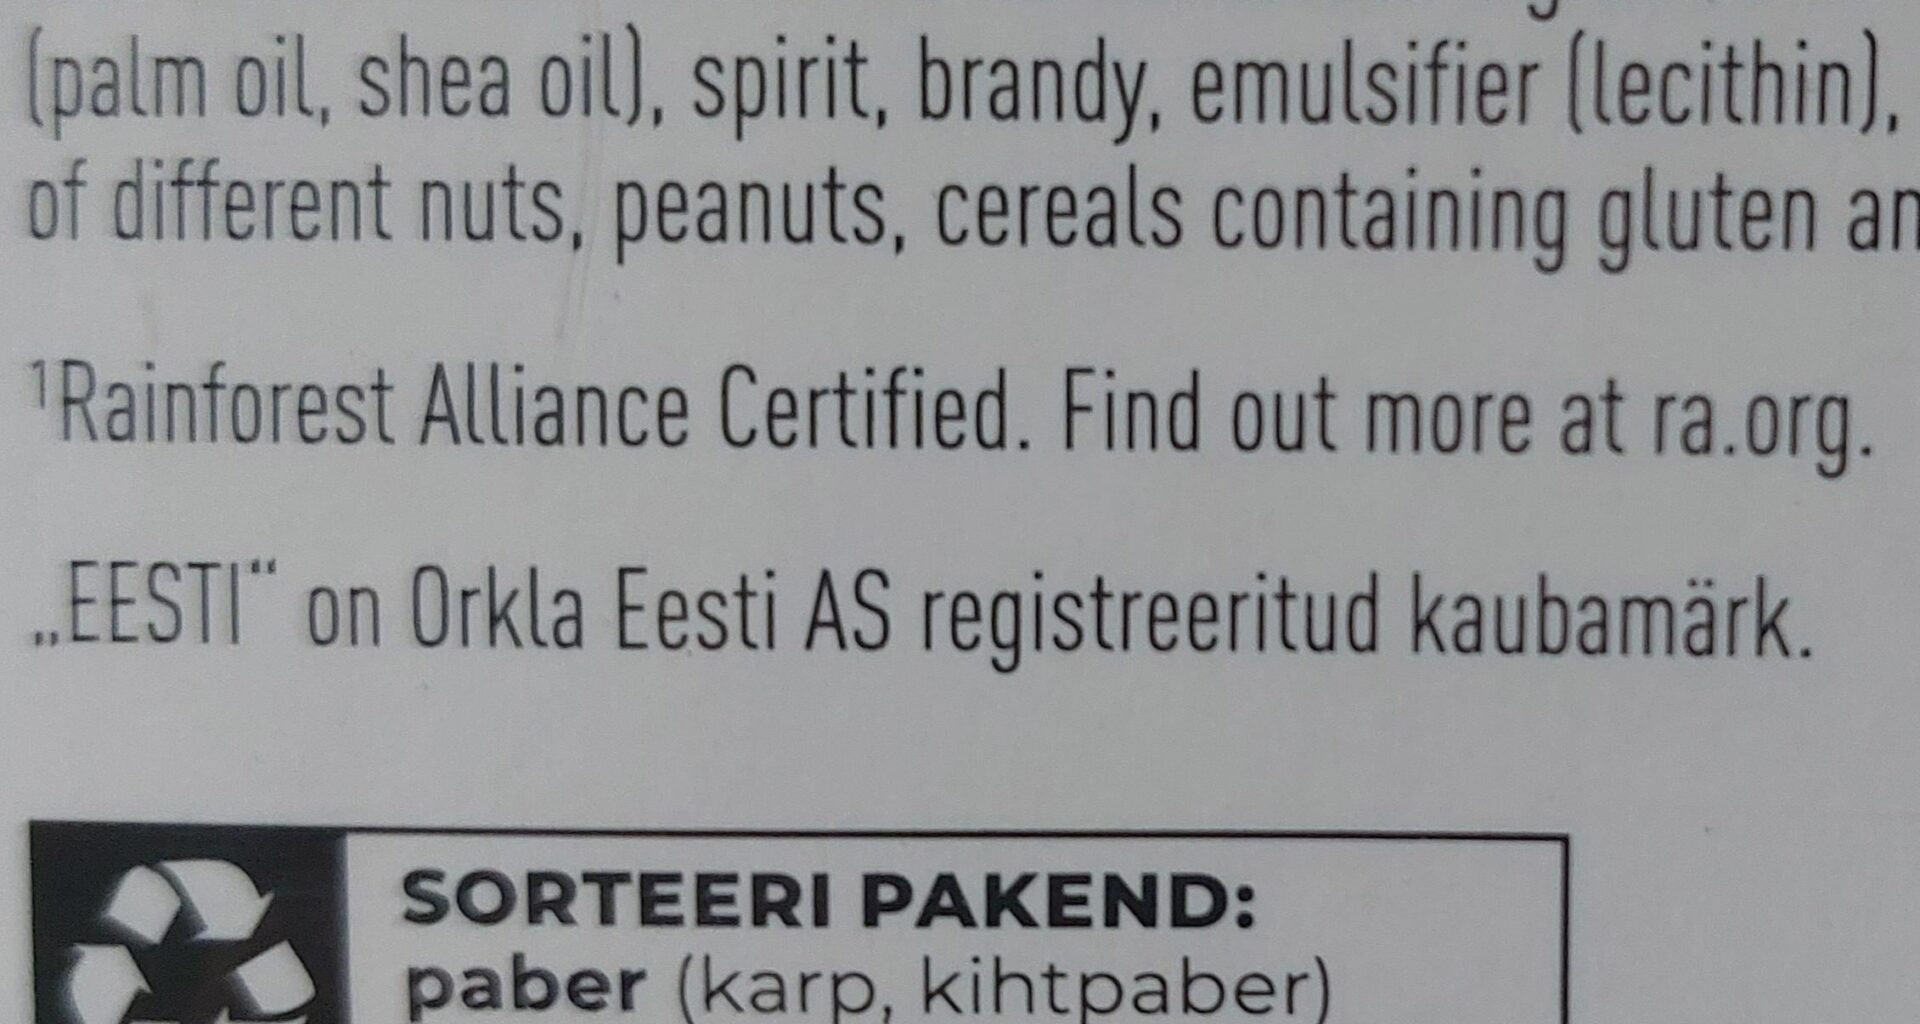 (palm oil, shea oil), spirit, brandy, emulsifier (lecithin),
of different nuts, peanuts, cereals containing gluten
¹Rainforest Alliance Certified. Find out more at ra.org.
„EESTI“ on Orkla Eesti AS registreeritud kaubamärk.
SORTEERI PAKEND:
paber (karp, kihtpaber)